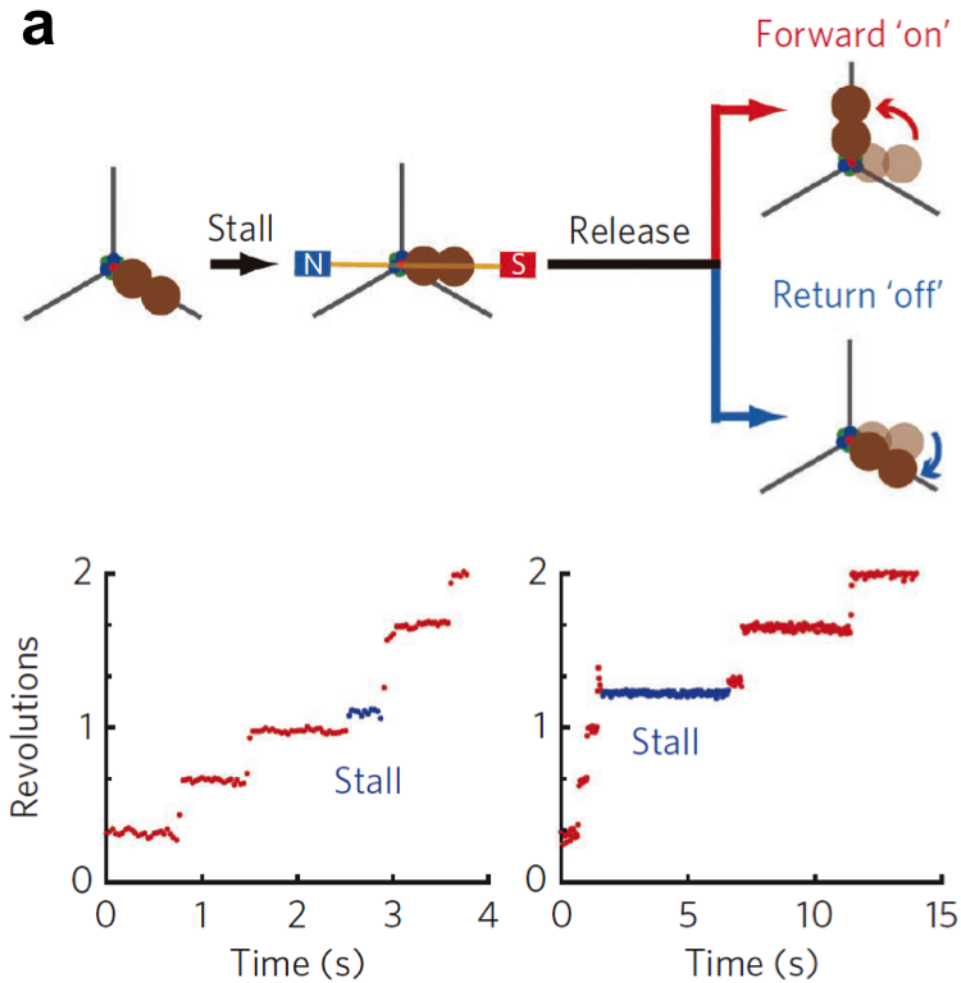 a
Forward ‘on’
Stall
N
S
Release
Return ‘off’
Revolutions
2
1
0
Stall
0 1 2 3 4
Time (s)
2
1
0
Stall
0 5 10 15
Time (s)